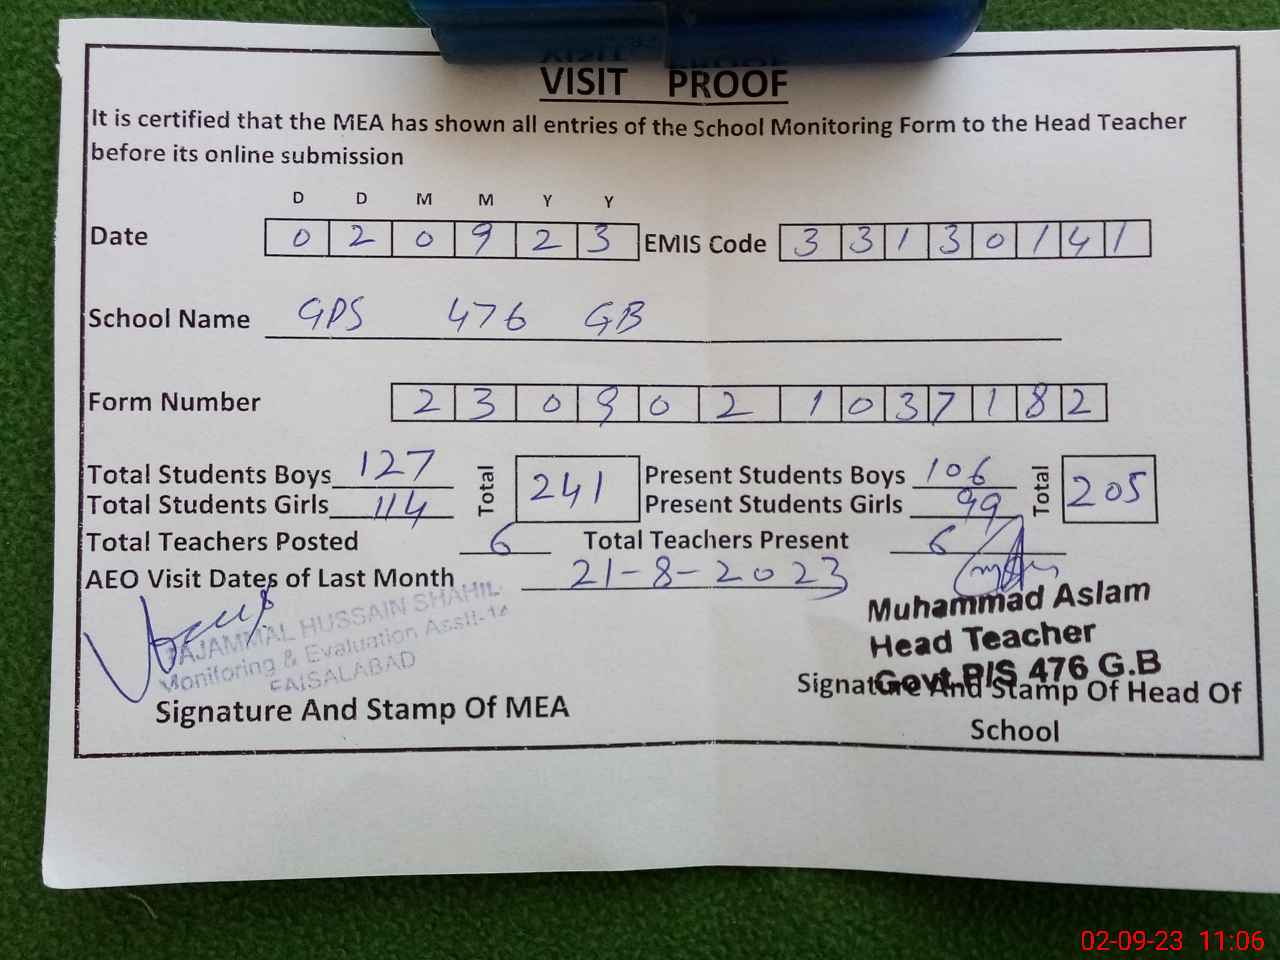 VISIT PROOF
It is certified that the MEA has shown all entries of the School Monitoring Form to the Head Teacher
before its online submission
D D M M Y Y
Date 0 2 0 9 2 3 EMIS Code 3 3 1 3 0 1 4 1
School Name GPS 476 GB
Form Number 2 3 0 9 0 2 1 0 3 7 1 8 2
Total Students Boys 127 Total 241 Present Students Boys 106 Total 205
Total Students Girls 114 Present Students Girls 99
Total Teachers Posted 6 Total Teachers Present 6
AEO Visit Dates of Last Month 21-8-2023
TAJAMMAL HUSSAIN SHAHIL
Monitoring & Evaluation Assit-14
FAISALABAD
Signature And Stamp Of MEA
Muhammad Aslam
Head Teacher
Govt P/S 476 G.B
Signature And Stamp Of Head Of
School
02-09-23 11:06